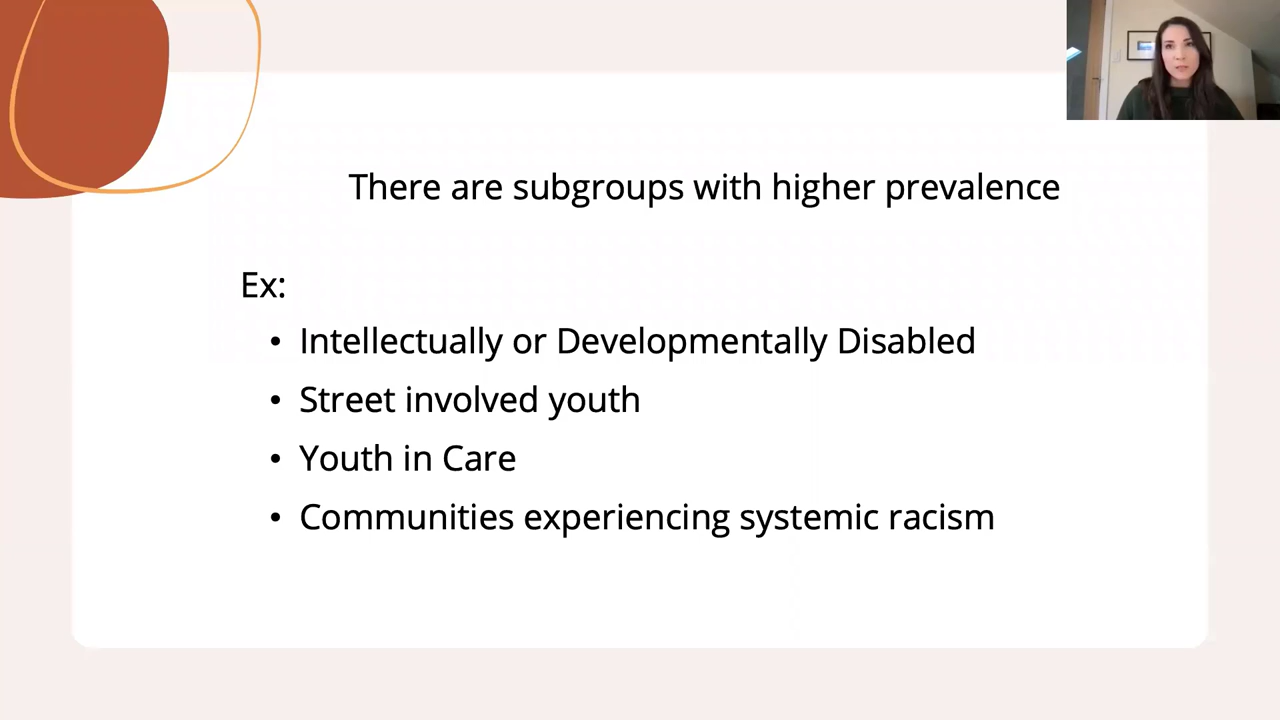 There are subgroups with higher prevalence
Ex:
• Intellectually or Developmentally Disabled
• Street involved youth
• Youth in Care
• Communities experiencing systemic racism